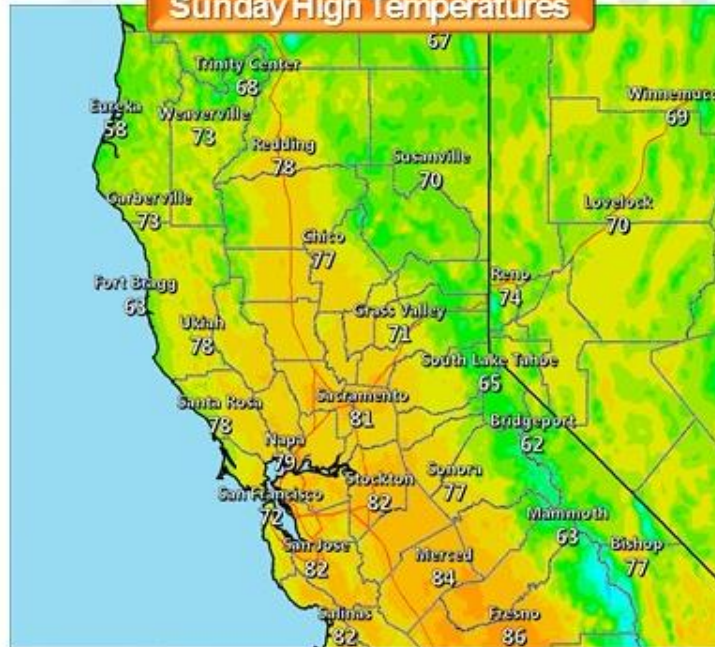 Sunday High Temperatures
67
Trinity Center
68
Winnemuc
69
Eureka
58
Weaverville
73
Redding
78
Susanville
70
Garberville
73
Lovelock
70
Chico
77
Fort Bragg
63
Reno
74
Grass Valley
71
Ukiah
78
South Lake Tahoe
65
Santa Rosa
78
Sacramento
81
Bridgeport
62
Napa
79
Stockton
82
Sonora
77
San Francisco
72
Mammoth
63
Bishop
77
San Jose
82
Merced
84
Salinas
82
Fresno
86